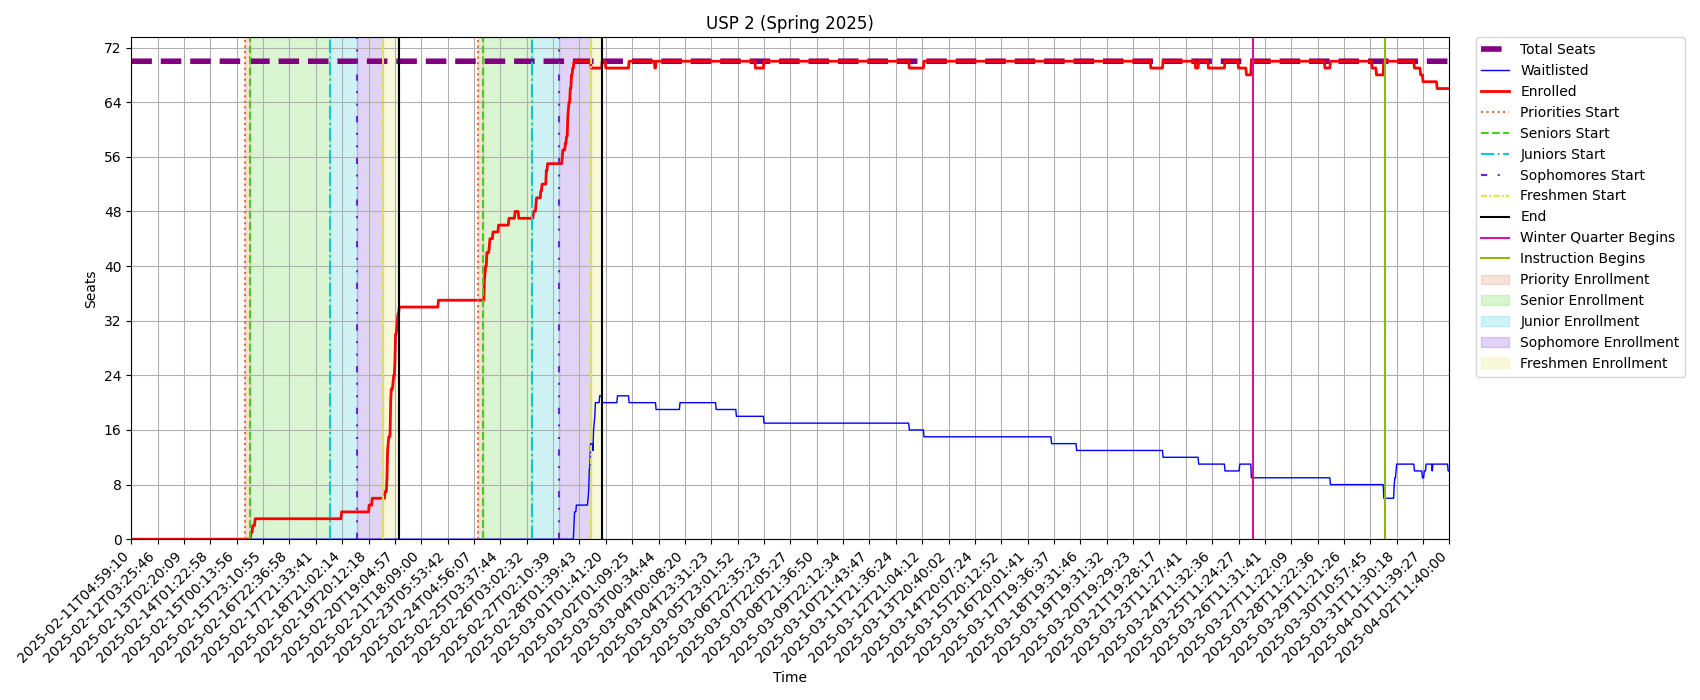 USP 2 (Spring 2025)
72
64
56
48
40
32
24
16
8
0
Seats
2025-02-11T04:59:10
2025-02-12T03:25:46
2025-02-13T02:20:09
2025-02-14T01:22:58
2025-02-15T00:13:56
2025-02-15T23:10:55
2025-02-16T22:36:58
2025-02-17T21:33:41
2025-02-18T21:02:14
2025-02-19T20:12:18
2025-02-20T19:04:57
2025-02-21T18:09:00
2025-02-23T05:53:42
2025-02-24T04:56:07
2025-02-25T03:37:44
2025-02-26T03:02:32
2025-02-27T02:10:39
2025-02-28T01:39:43
2025-03-01T01:41:20
2025-03-02T01:09:25
2025-03-03T00:34:44
2025-03-04T00:08:20
2025-03-04T23:31:23
2025-03-05T23:01:52
2025-03-06T22:35:23
2025-03-07T22:05:27
2025-03-08T21:36:50
2025-03-09T22:12:34
2025-03-10T21:43:47
2025-03-11T21:36:24
2025-03-12T21:04:12
2025-03-13T20:40:02
2025-03-14T20:07:24
2025-03-15T20:12:52
2025-03-16T20:01:41
2025-03-17T19:36:37
2025-03-18T19:31:46
2025-03-19T19:31:32
2025-03-20T19:29:23
2025-03-21T19:28:17
2025-03-23T11:27:41
2025-03-24T11:32:36
2025-03-25T11:24:27
2025-03-26T11:31:41
2025-03-27T11:22:09
2025-03-28T11:22:36
2025-03-29T11:21:26
2025-03-30T10:57:45
2025-03-31T11:30:18
2025-04-01T11:39:27
2025-04-02T11:40:00
Time
Total Seats
Waitlisted
Enrolled
Priorities Start
Seniors Start
Juniors Start
Sophomores Start
Freshmen Start
End
Winter Quarter Begins
Instruction Begins
Priority Enrollment
Senior Enrollment
Junior Enrollment
Sophomore Enrollment
Freshmen Enrollment